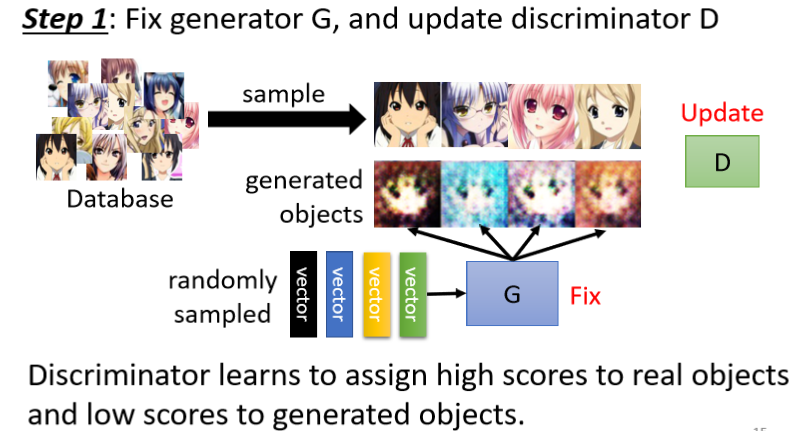 Step 1: Fix generator G, and update discriminator D
sample
Update
D
Database
generated
objects
randomly
sampled
vector
vector
vector
vector
G
Fix
Discriminator learns to assign high scores to real objects
and low scores to generated objects.